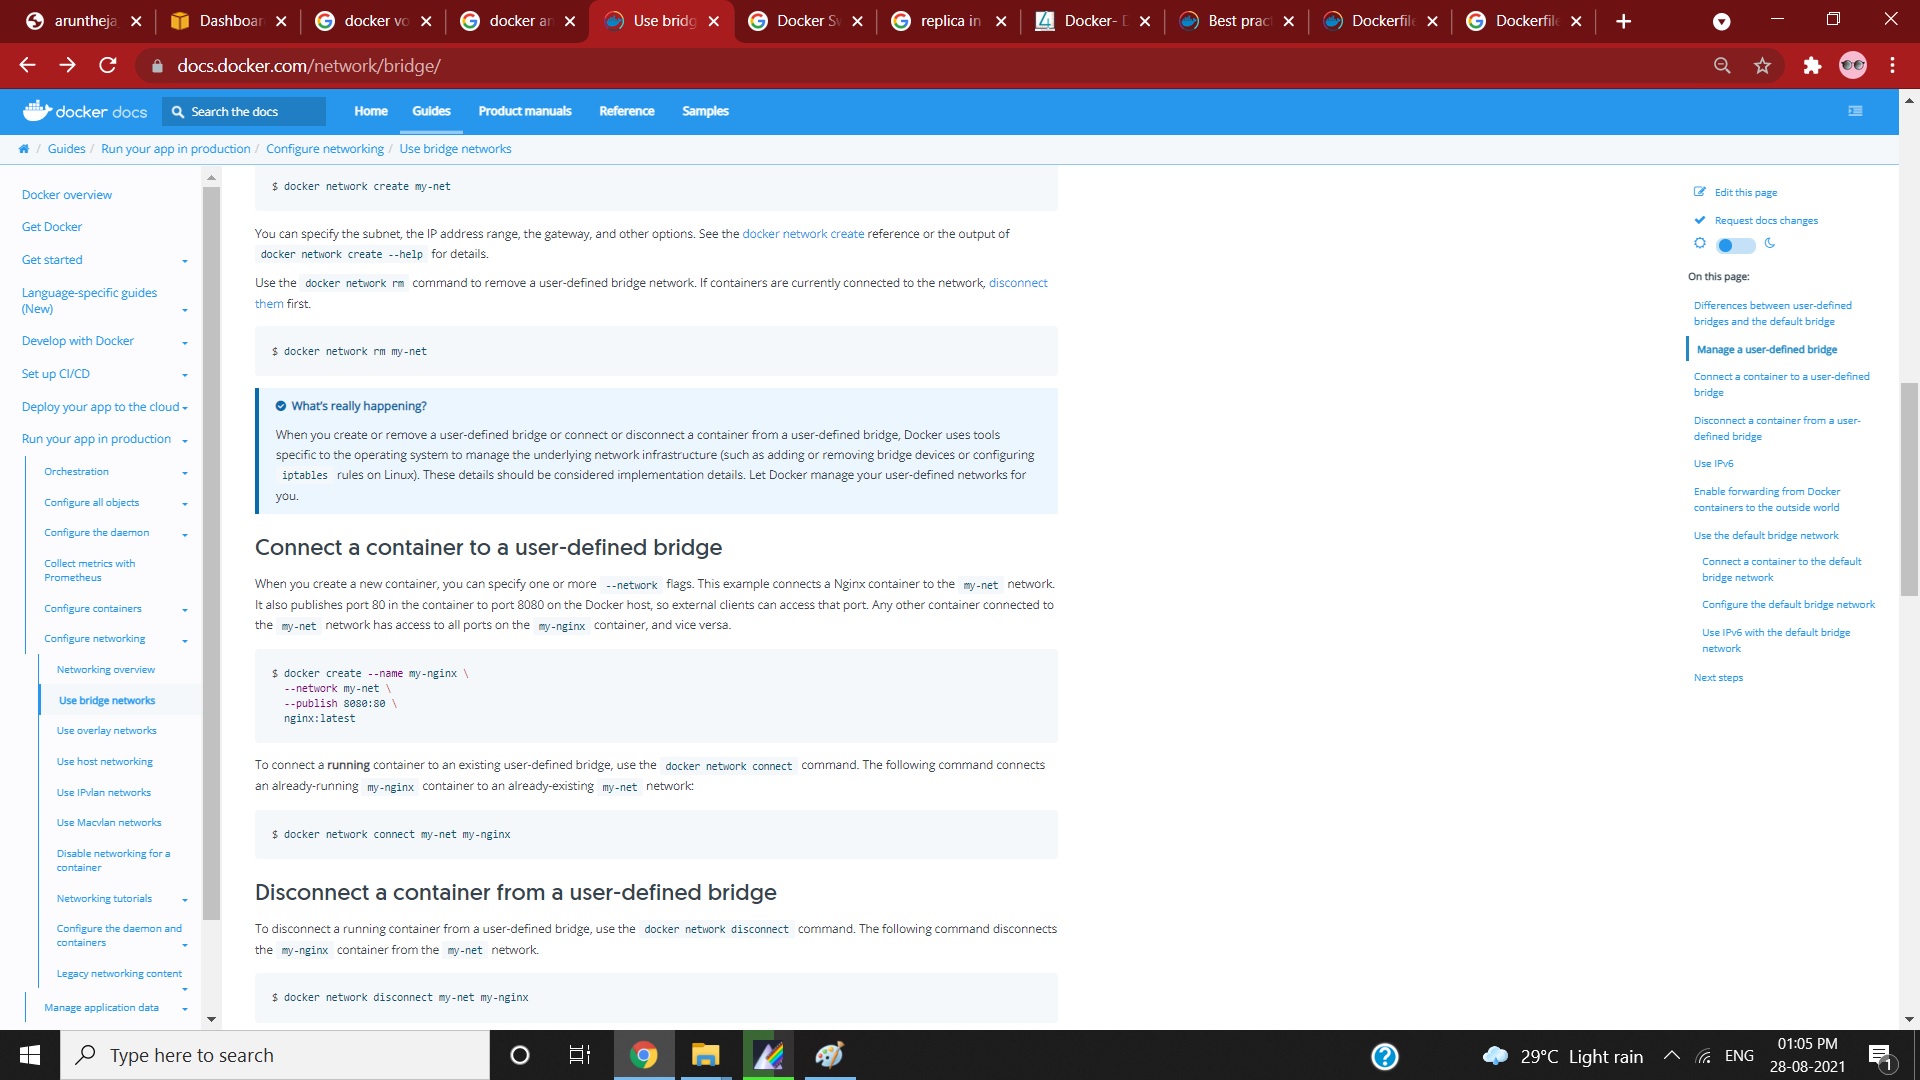 aruntheja
Dashboar
docker vo
docker an
Use bridg
Docker Sw
replica in
Docker- D
Best pract
Dockerfile
Dockerfile
docs.docker.com/network/bridge/
docker docs
Search the docs
Home
Guides
Product manuals
Reference
Samples
/ Guides / Run your app in production / Configure networking / Use bridge networks
Docker overview
Get Docker
Get started
Language-specific guides
(New)
Develop with Docker
Set up CI/CD
Deploy your app to the cloud
Run your app in production
Orchestration
Configure all objects
Configure the daemon
Collect metrics with
Prometheus
Configure containers
Configure networking
Networking overview
Use bridge networks
Use overlay networks
Use host networking
Use IPvlan networks
Use Macvlan networks
Disable networking for a
container
Networking tutorials
Configure the daemon and
containers
Legacy networking content
Manage application data
$ docker network create my-net
You can specify the subnet, the IP address range, the gateway, and other options. See the docker network create reference or the output of
docker network create --help for details.
Use the docker network rm command to remove a user-defined bridge network. If containers are currently connected to the network, disconnect
them first.
$ docker network rm my-net
What's really happening?
When you create or remove a user-defined bridge or connect or disconnect a container from a user-defined bridge, Docker uses tools
specific to the operating system to manage the underlying network infrastructure (such as adding or removing bridge devices or configuring
iptables rules on Linux). These details should be considered implementation details. Let Docker manage your user-defined networks for
you.
Connect a container to a user-defined bridge
When you create a new container, you can specify one or more --network flags. This example connects a Nginx container to the my-net network.
It also publishes port 80 in the container to port 8080 on the Docker host, so external clients can access that port. Any other container connected to
the my-net network has access to all ports on the my-nginx container, and vice versa.
$ docker create --name my-nginx \
--network my-net \
--publish 8080:80 \
nginx:latest
To connect a running container to an existing user-defined bridge, use the docker network connect command. The following command connects
an already-running my-nginx container to an already-existing my-net network:
$ docker network connect my-net my-nginx
Disconnect a container from a user-defined bridge
To disconnect a running container from a user-defined bridge, use the docker network disconnect command. The following command disconnects
the my-nginx container from the my-net network.
$ docker network disconnect my-net my-nginx
Edit this page
Request docs changes
On this page:
Differences between user-defined
bridges and the default bridge
Manage a user-defined bridge
Connect a container to a user-defined
bridge
Disconnect a container from a user-
defined bridge
Use IPv6
Enable forwarding from Docker
containers to the outside world
Use the default bridge network
Connect a container to the default
bridge network
Configure the default bridge network
Use IPv6 with the default bridge
network
Next steps
Type here to search
29°C Light rain
ENG
01:05 PM
28-08-2021
1